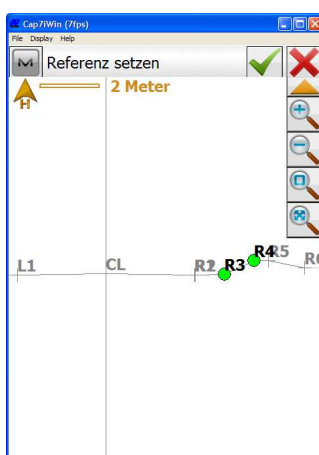 Cap7iWin (7fps)
File Display Help
M Referenz setzen
H 2 Meter
L1 CL R2 R3 R4 R5